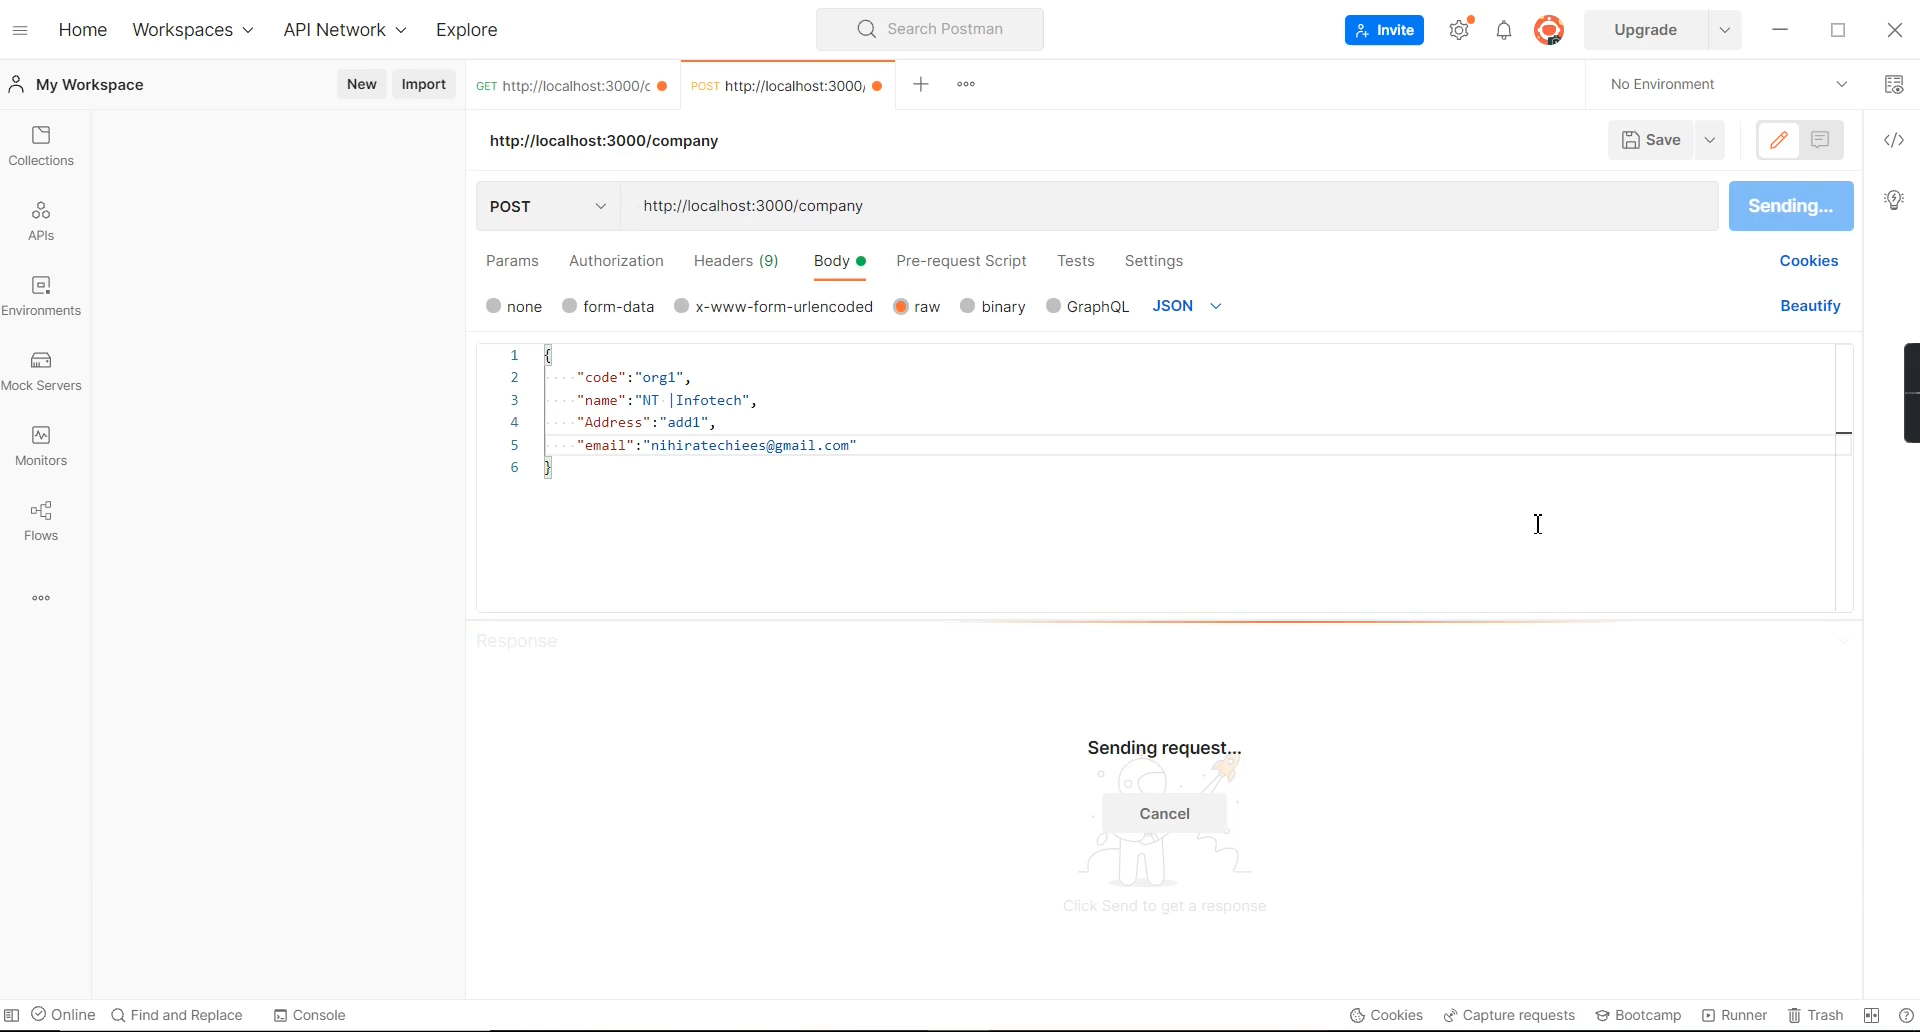 Home Workspaces API Network Explore Search Postman Invite Upgrade
My Workspace New Import GET http://localhost:3000/c POST http://localhost:3000/ No Environment
http://localhost:3000/company Save
POST http://localhost:3000/company Sending...
Params Authorization Headers (9) Body Pre-request Script Tests Settings Cookies
none form-data x-www-form-urlencoded raw binary GraphQL JSON Beautify
Collections
APIs
Environments
Mock Servers
Monitors
Flows
1 {
2 "code":"org1",
3 "name":"NT |Infotech",
4 "Address":"add1",
5 "email":"nihiratechiees@gmail.com"
6 }
Response
Sending request...
Cancel
Click Send to get a response
Online Find and Replace Console Cookies Capture requests Bootcamp Runner Trash